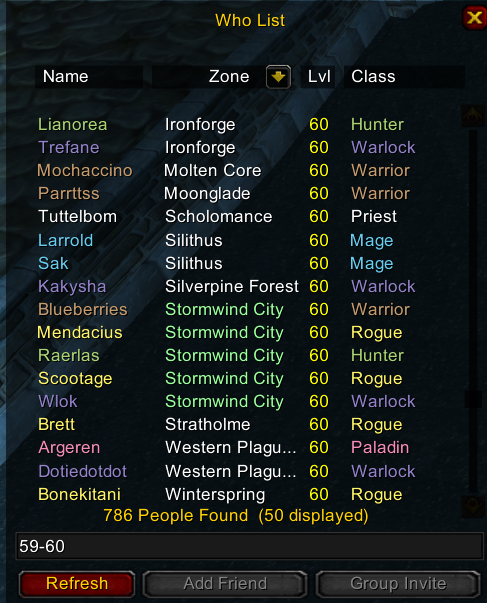 Who List
Name Zone Lvl Class
Lianorea Ironforge 60 Hunter
Trefane Ironforge 60 Warlock
Mochaccino Molten Core 60 Warrior
Parrttss Moonglade 60 Warrior
Tuttelbom Scholomance 60 Priest
Larrold Silithus 60 Mage
Sak Silithus 60 Mage
Kakysha Silverpine Forest 60 Warlock
Blueberries Stormwind City 60 Warrior
Mendacius Stormwind City 60 Rogue
Raerlas Stormwind City 60 Hunter
Scootage Stormwind City 60 Rogue
Wlok Stormwind City 60 Warlock
Brett Stratholme 60 Rogue
Argeren Western Plagu... 60 Paladin
Dotiedotdot Western Plagu... 60 Warlock
Bonekitani Winterspring 60 Rogue
786 People Found (50 displayed)
59-60
Refresh Add Friend Group Invite